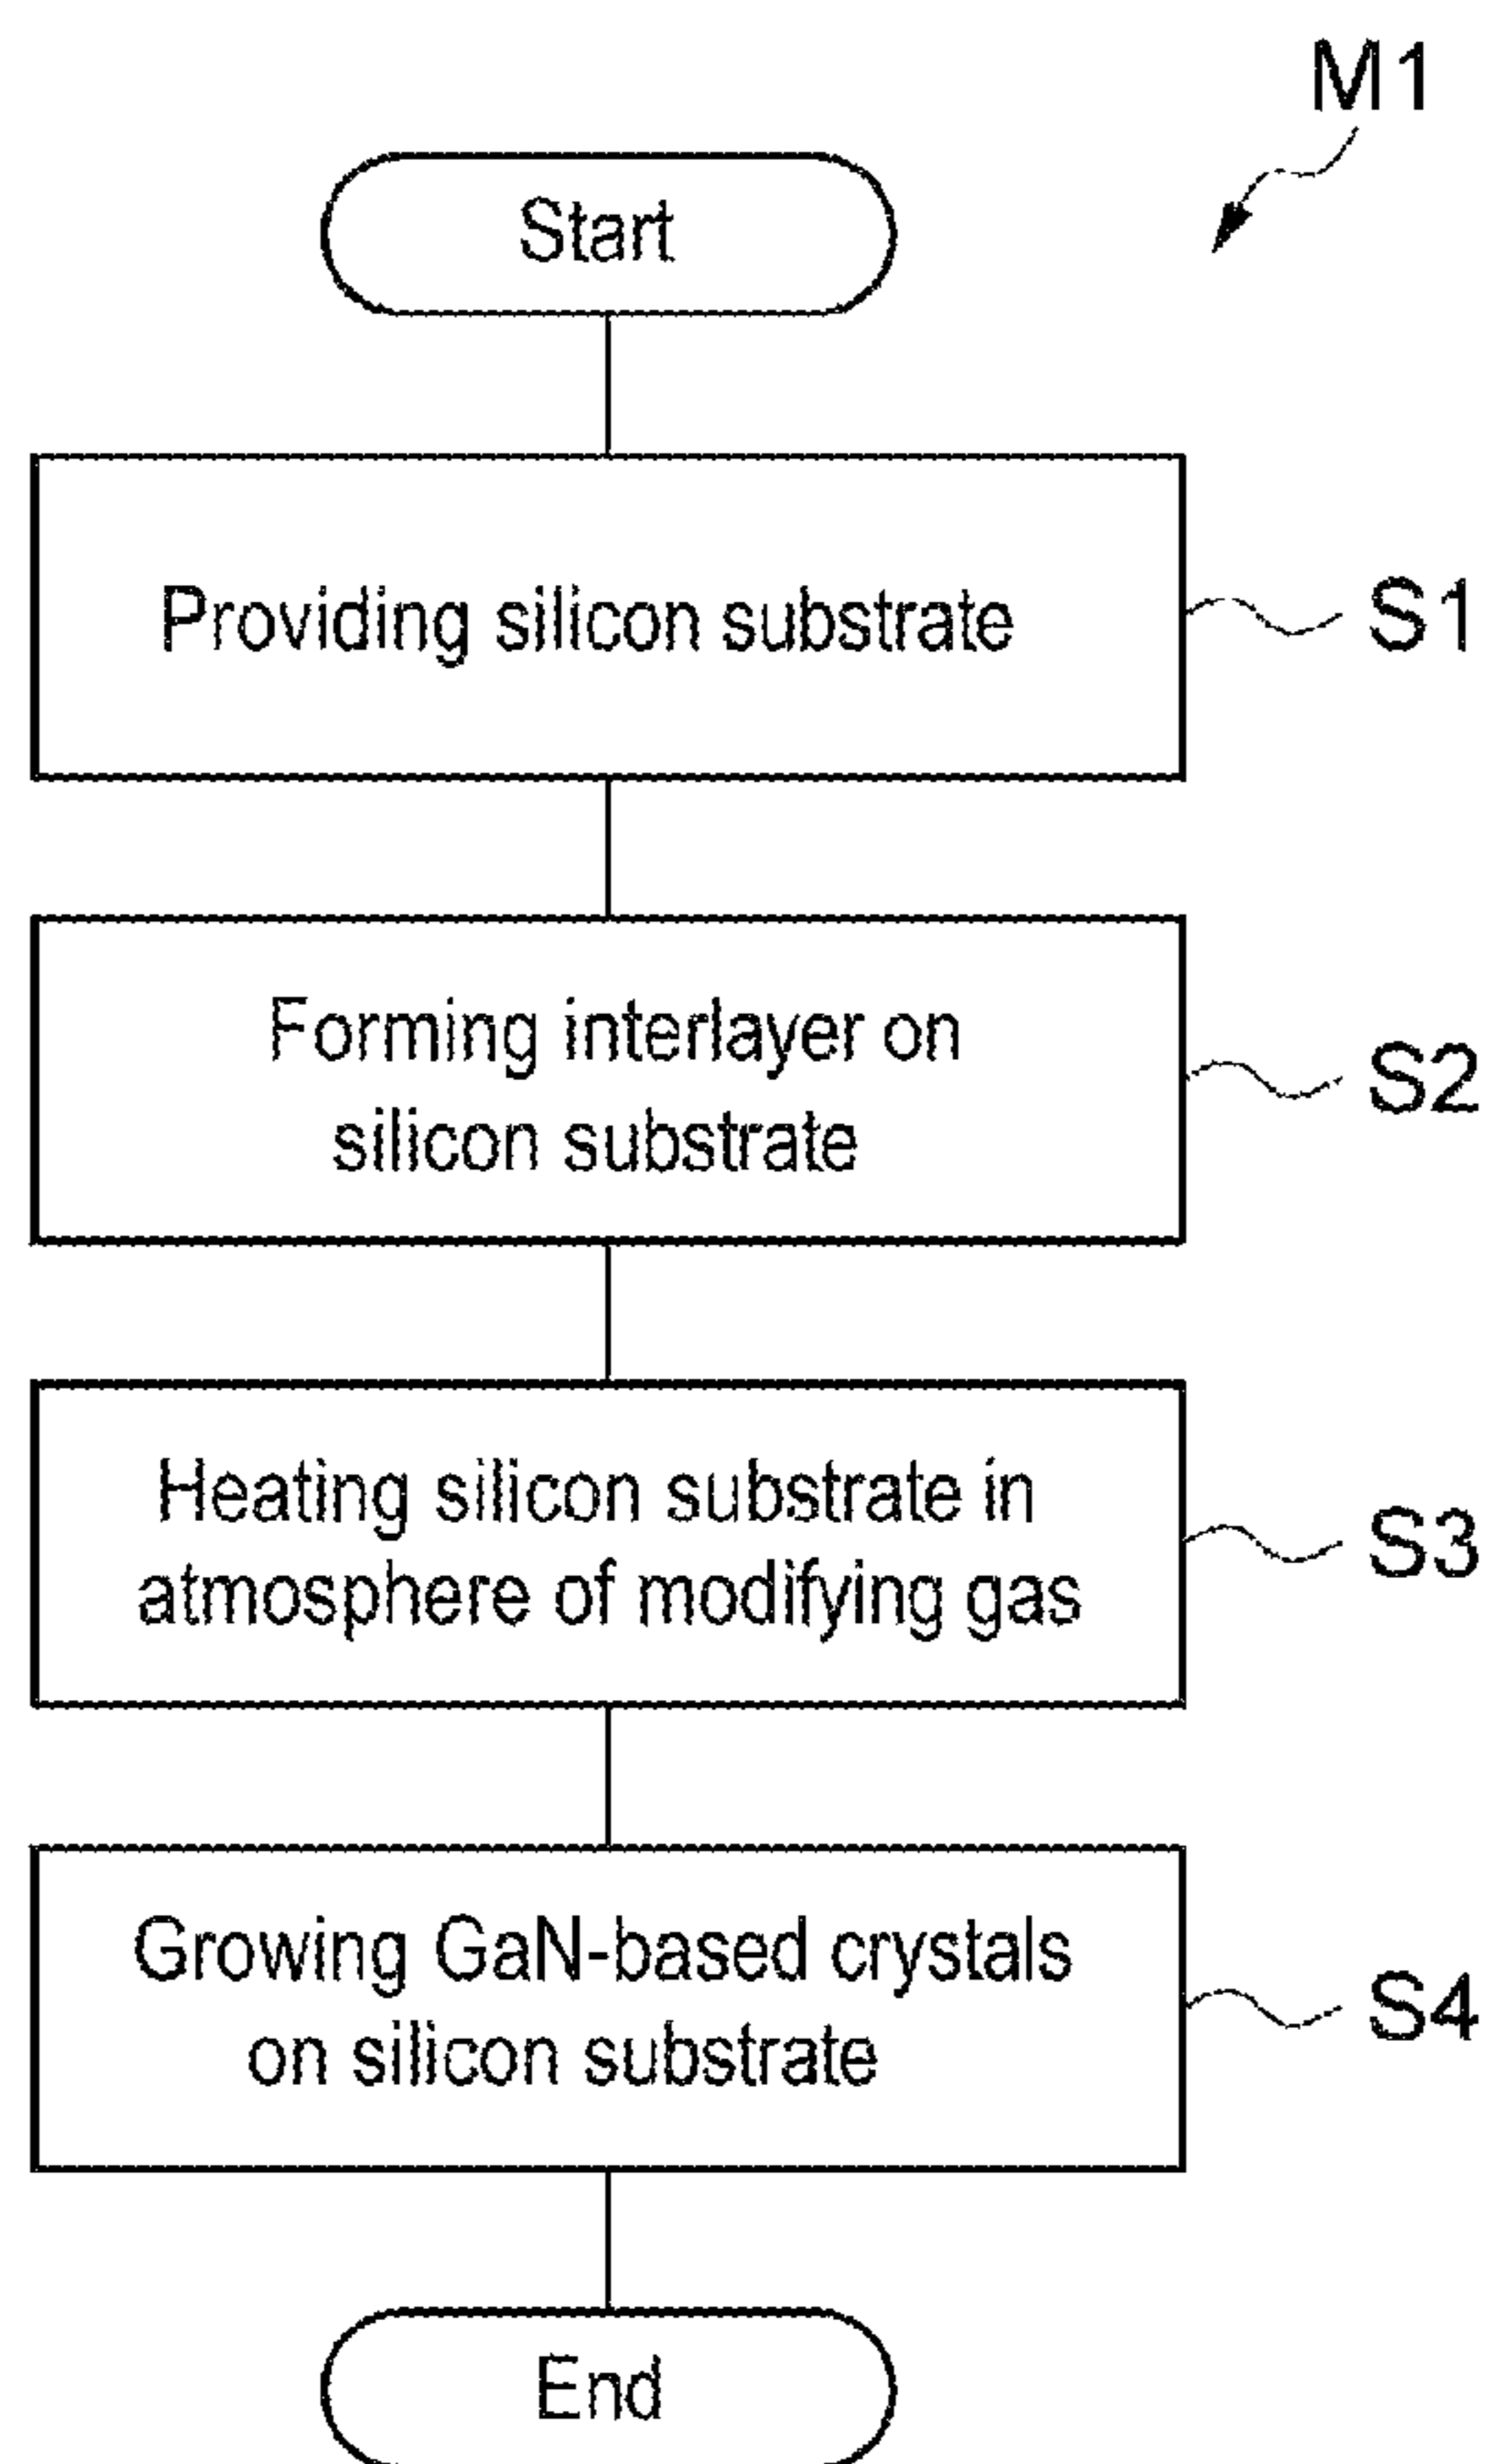 M1
Start
Providing silicon substrate
S1
Forming interlayer on
silicon substrate
S2
Heating silicon substrate in
atmosphere of modifying gas
S3
Growing GaN-based crystals
on silicon substrate
S4
End